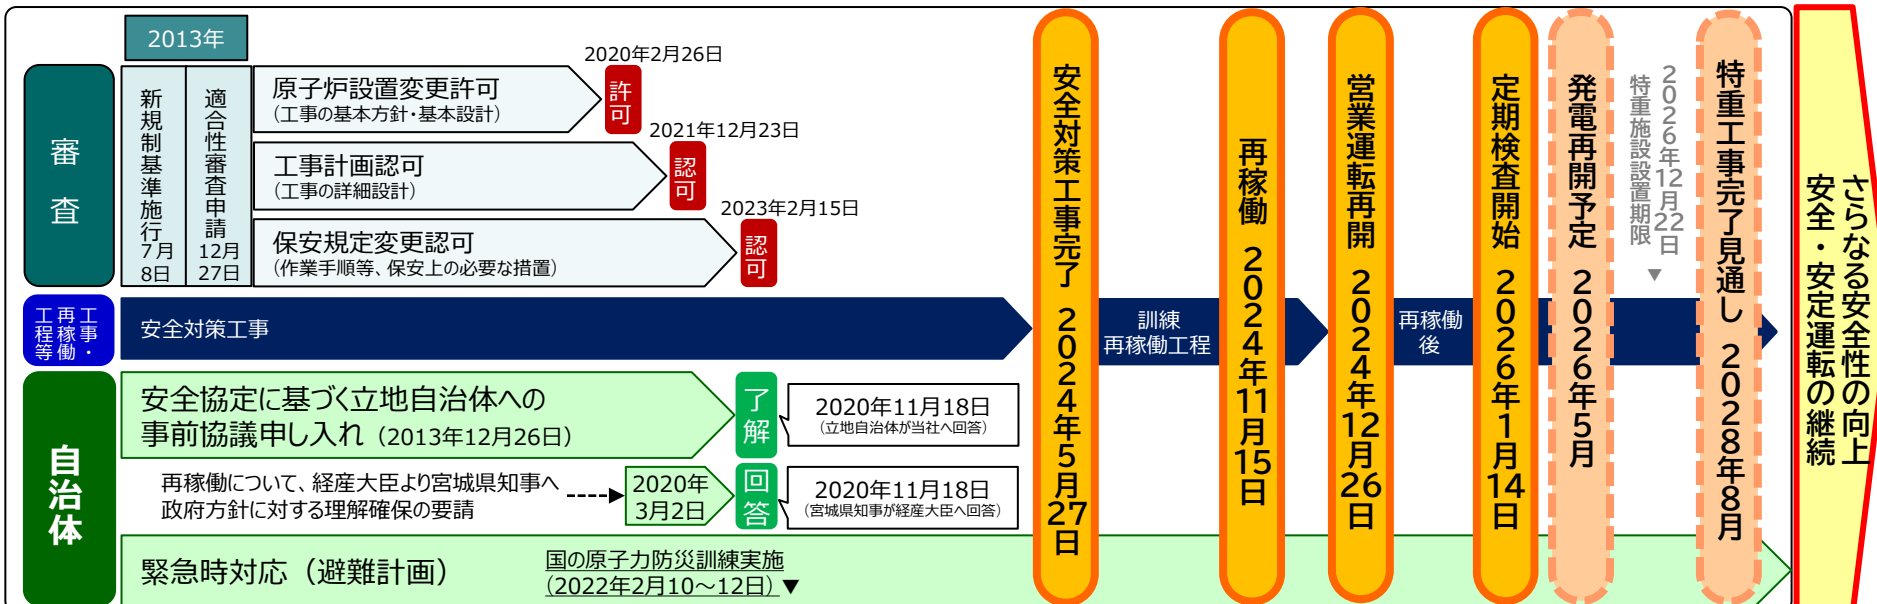 2013年
審査
新規制基準施行
7月
8日
適合性審査申請
12月
27日
原子炉設置変更許可
(工事の基本方針・基本設計)
2020年2月26日
許可
工事計画認可
(工事の詳細設計)
2021年12月23日
認可
保安規定変更認可
(作業手順等、保安上の必要な措置)
2023年2月15日
認可
工事・
再稼働
工程等
安全対策工事
訓練
再稼働工程
再稼働
後
自治体
安全協定に基づく立地自治体への
事前協議申し入れ（2013年12月26日）
了解
2020年11月18日
(立地自治体が当社へ回答)
再稼働について、経産大臣より宮城県知事へ
政府方針に対する理解確保の要請
2020年
3月2日
回答
2020年11月18日
(宮城県知事が経産大臣へ回答)
緊急時対応（避難計画）
国の原子力防災訓練実施
(2022年2月10～12日)▼
安全対策工事完了 2024年5月27日
再稼働 2024年11月15日
営業運転再開 2024年12月26日
定期検査開始 2026年1月14日
発電再開予定 2026年5月
2026年12月22日
特重施設設置期限
▼
特重工事完了見通し 2028年8月
さらなる安全性の向上
安全・安定運転の継続